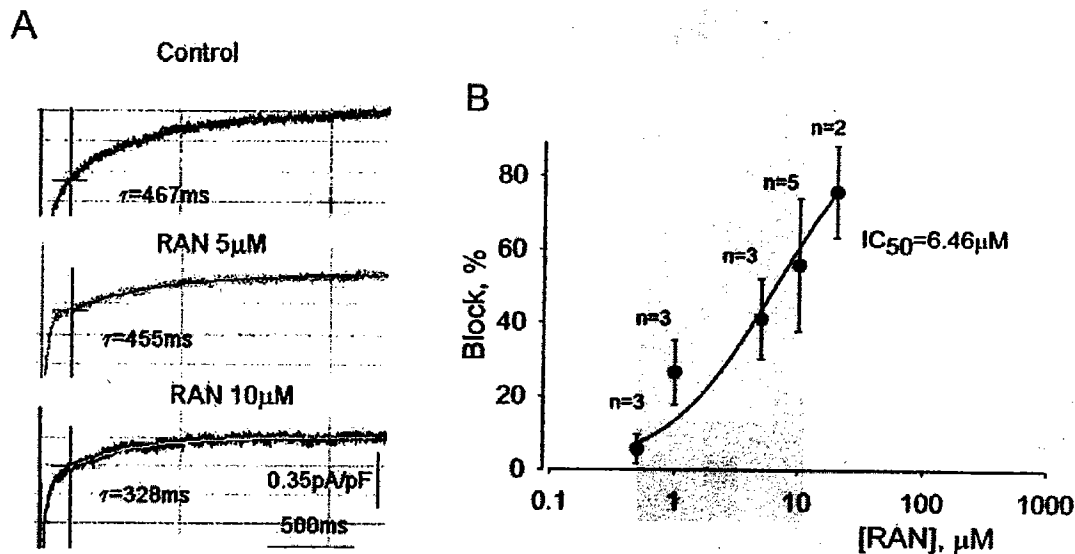 A
Control
τ=467ms
RAN 5μM
τ=455ms
RAN 10μM
τ=328ms
0.35pA/pF
500ms
B
Block, %
80
60
40
20
0
n=3
n=3
n=3
n=5
n=2
IC50=6.46μM
0.1
1
10
100
1000
[RAN], μM